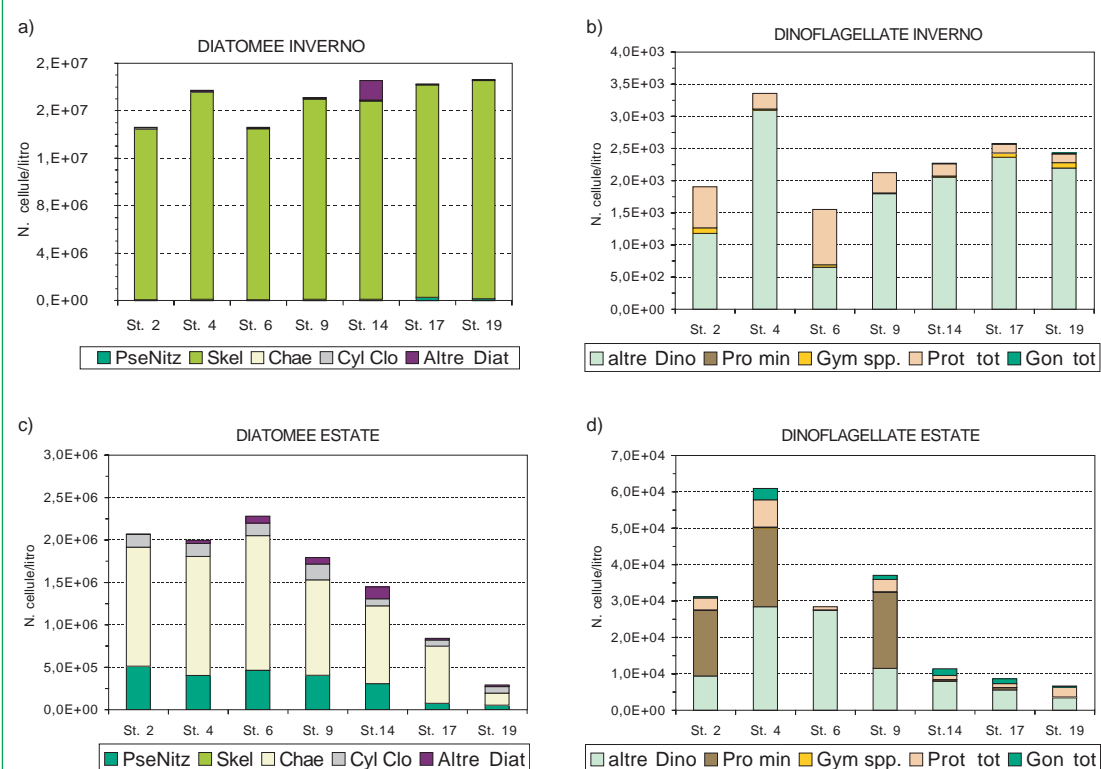 a)
DIATOMEE INVERNO
N. cellule/litro
2,E+07
2,E+07
1,E+07
8,E+06
4,E+06
0,E+00
St. 2 St. 4 St. 6 St. 9 St. 14 St. 17 St. 19
PseNitz Skel Chae Cyl Clo Altre Diat
b)
DINOFLAGELLATE INVERNO
N. cellule/litro
4,0E+03
3,5E+03
3,0E+03
2,5E+03
2,0E+03
1,5E+03
1,0E+03
5,0E+02
0,0E+00
St. 2 St. 4 St. 6 St. 9 St.14 St. 17 St. 19
altre Dino Pro min Gym spp. Prot tot Gon tot
c)
DIATOMEE ESTATE
N. cellule/litro
3,0E+06
2,5E+06
2,0E+06
1,5E+06
1,0E+06
5,0E+05
0,0E+00
St. 2 St. 4 St. 6 St. 9 St.14 St. 17 St. 19
PseNitz Skel Chae Cyl Clo Altre Diat
d)
DINOFLAGELLATE ESTATE
N. cellule/litro
7,0E+04
6,0E+04
5,0E+04
4,0E+04
3,0E+04
2,0E+04
1,0E+04
0,0E+00
St. 2 St. 4 St. 6 St. 9 St.14 St. 17 St. 19
altre Dino Pro min Gym spp. Prot tot Gon tot